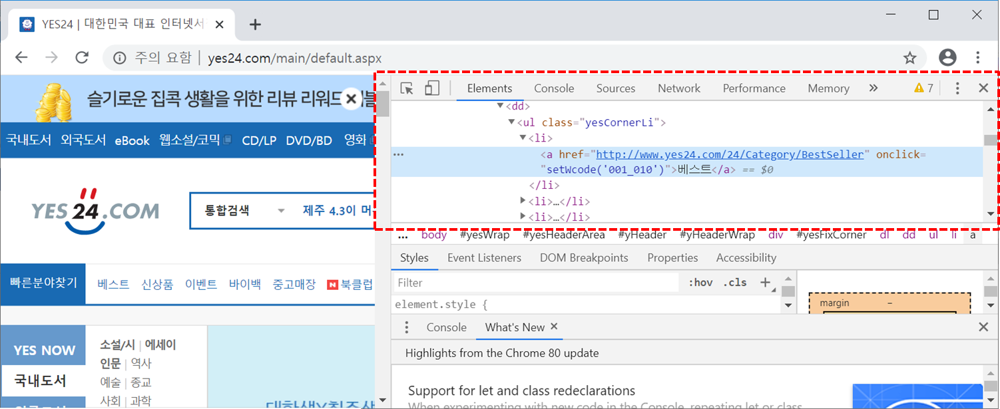 YES24 | 대한민국 대표 인터넷서
주의 요함 | yes24.com/main/default.aspx
슬기로운 집콕 생활을 위한 리뷰 리워드
국내도서 외국도서 eBook 웹소설/코믹 CD/LP DVD/BD 영화
YES24.COM
통합검색 제주 4.3이 머
빠른분야찾기 베스트 신상품 이벤트 바이백 중고매장 N 북클럽
YES NOW
국내도서
소설/시 | 에세이
인문 | 역사
예술 | 종교
사회 | 과학
Elements Console Sources Network Performance Memory » 7
▼<dd>
▼<ul class="yesCornerLi">
▼<li>
... <a href="http://www.yes24.com/24/Category/BestSeller" onclick=
"setWcode('001_010')">베스트</a> == $0
</li>
▶<li>…</li>
▶<li>…</li>
... body #yesWrap #yesHeaderArea #yHeader #yHeaderWrap div #yesFixCorner dl dd ul li a
Styles Event Listeners DOM Breakpoints Properties Accessibility
Filter :hov .cls +
element.style {
margin –
Console What's New
Highlights from the Chrome 80 update
Support for let and class redeclarations
When experimenting with new code in the Console, repeating let or class